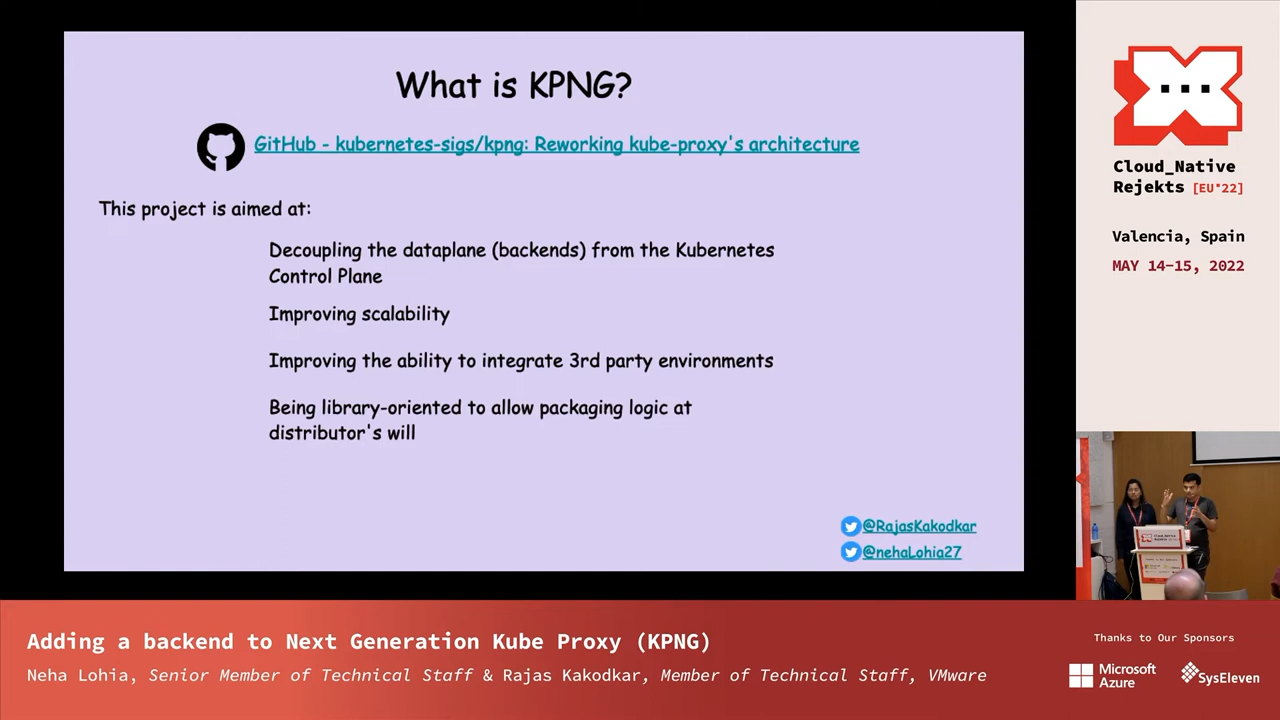 What is KPNG?
GitHub - kubernetes-sigs/kpng: Reworking kube-proxy's architecture
This project is aimed at:
Decoupling the dataplane (backends) from the Kubernetes
Control Plane
Improving scalability
Improving the ability to integrate 3rd party environments
Being library-oriented to allow packaging logic at
distributor's will
@RajasKakodkar
@nehaLohia27
Cloud_Native
Rejekts [EU*22]
Valencia, Spain
MAY 14-15, 2022
Adding a backend to Next Generation Kube Proxy (KPNG)
Neha Lohia, Senior Member of Technical Staff & Rajas Kakodkar, Member of Technical Staff, VMware
Thanks to Our Sponsors
Microsoft
Azure
SysEleven